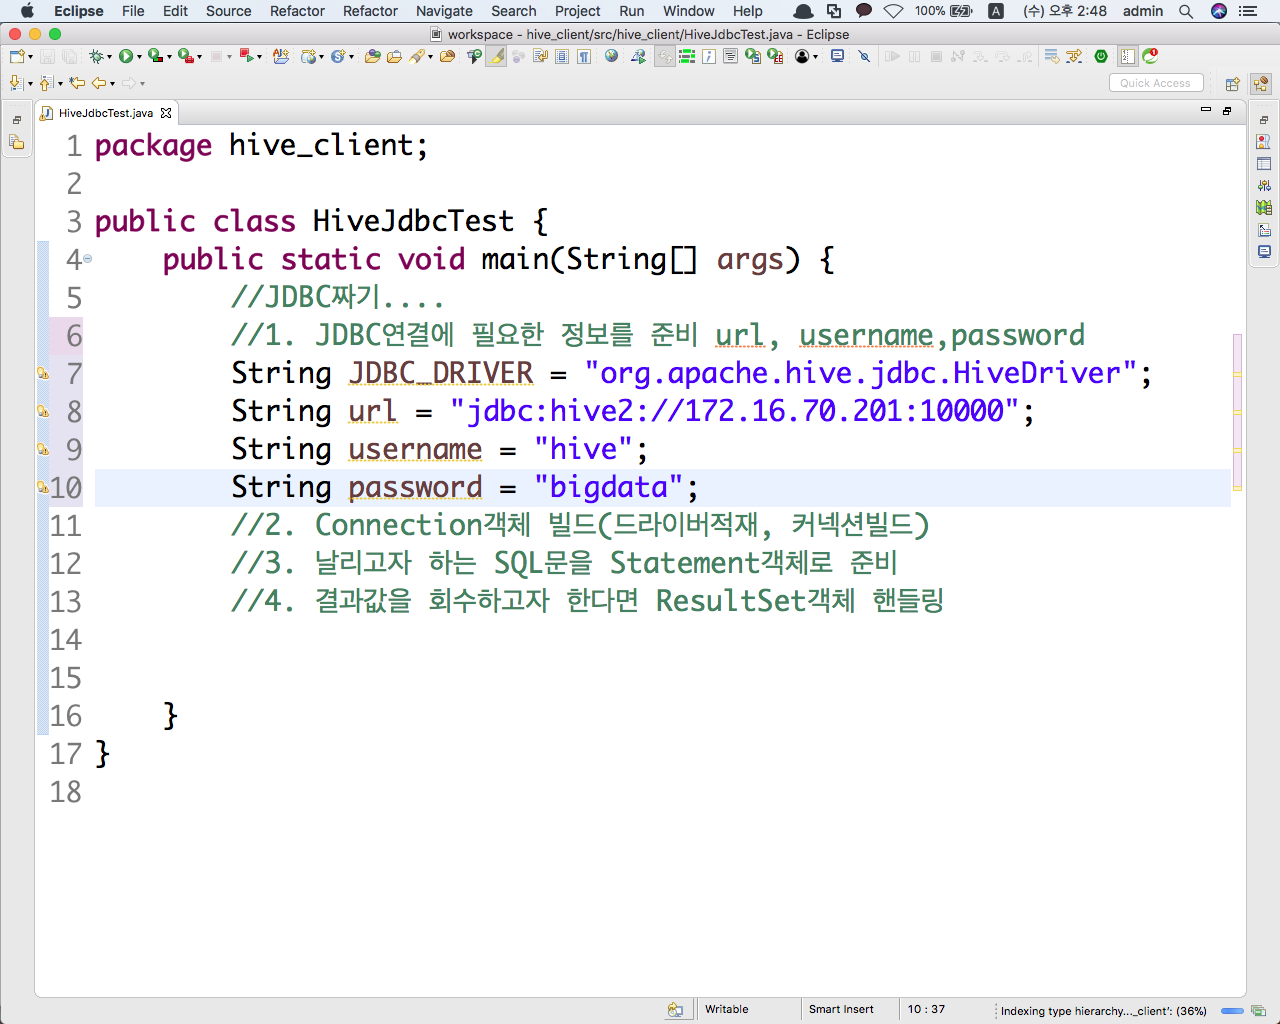 Eclipse File Edit Source Refactor Refactor Navigate Search Project Run Window Help 100% A (수) 오후 2:48 admin
workspace - hive_client/src/hive_client/HiveJdbcTest.java - Eclipse
Quick Access
HiveJdbcTest.java
1 package hive_client;
2
3 public class HiveJdbcTest {
4 public static void main(String[] args) {
5 //JDBC짜기....
6 //1. JDBC연결에 필요한 정보를 준비 url, username,password
7 String JDBC_DRIVER = "org.apache.hive.jdbc.HiveDriver";
8 String url = "jdbc:hive2://172.16.70.201:10000";
9 String username = "hive";
10 String password = "bigdata";
11 //2. Connection객체 빌드(드라이버적재, 커넥션빌드)
12 //3. 날리고자 하는 SQL문을 Statement객체로 준비
13 //4. 결과값을 회수하고자 한다면 ResultSet객체 핸들링
14
15
16 }
17 }
18
Writable Smart Insert 10 : 37 Indexing type hierarchy..._client': (36%)